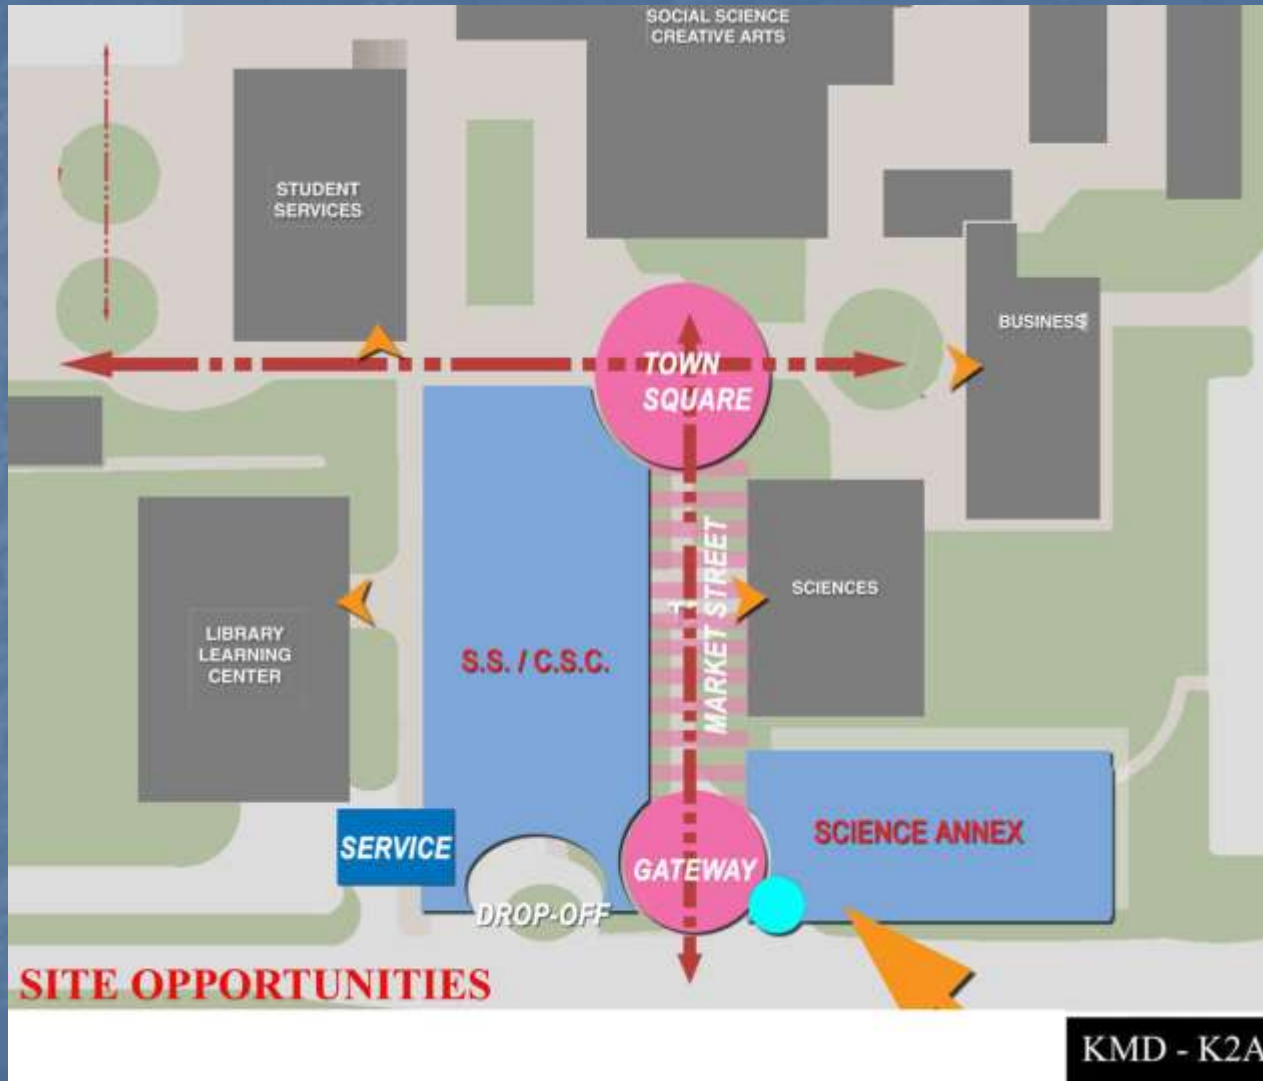 SOCIAL SCIENCE
CREATIVE ARTS
STUDENT
SERVICES
BUSINESS
TOWN
SQUARE
MARKET STREET
SCIENCES
LIBRARY
LEARNING
CENTER
S.S. / C.S.C.
SERVICE
SCIENCE ANNEX
GATEWAY
DROP-OFF
SITE OPPORTUNITIES
KMD - K2A